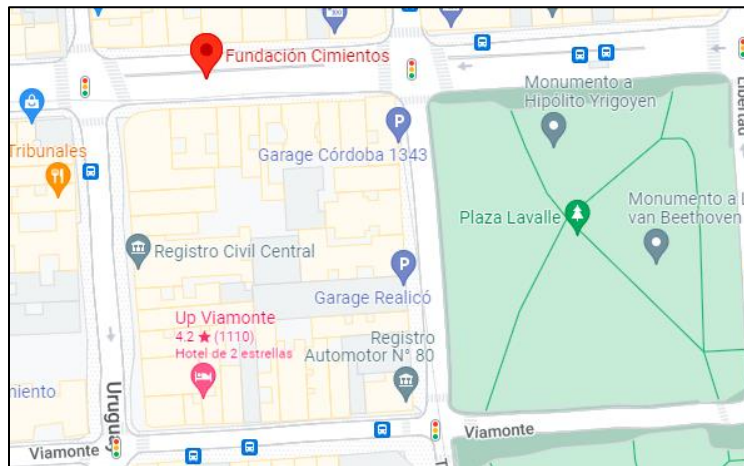 Fundación Cimientos
Monumento a
Hipólito Yrigoyen
Libertad
Tribunales
P
Garage Córdoba 1343
Plaza Lavalle
Monumento a L
van Beethoven
Registro Civil Central
P
Garage Realicó
Up Viamonte
4.2 ★ (1110)
Hotel de 2 estrellas
Registro
Automotor N° 80
niento
Uruguay
Viamonte
Viamonte
T